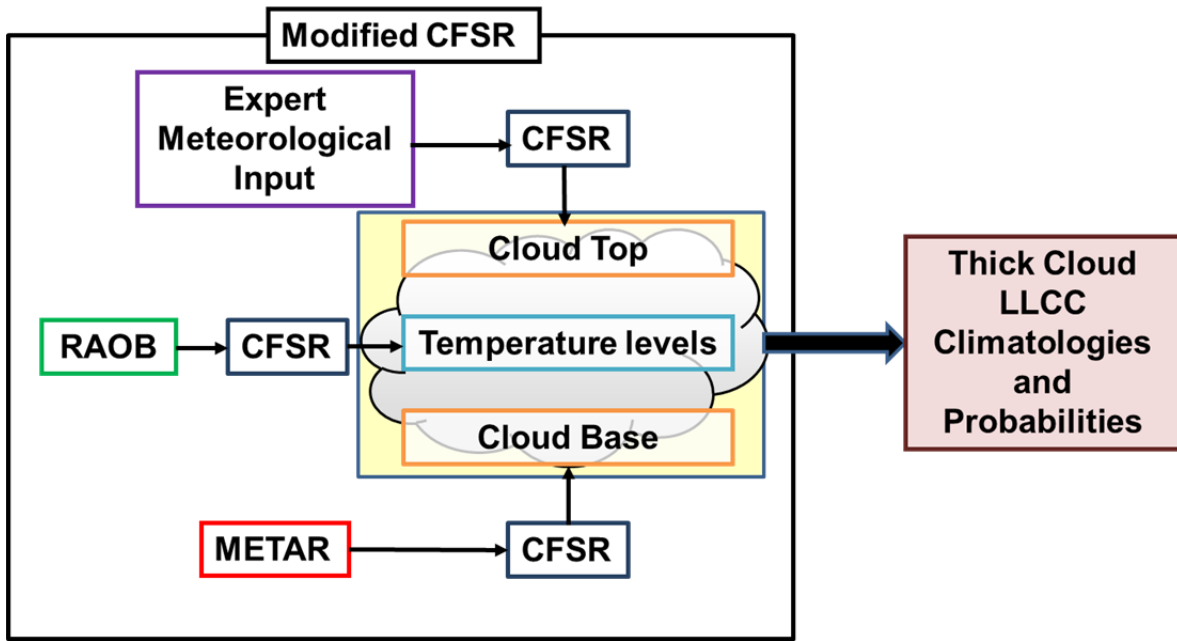 Modified CFSR
Expert
Meteorological
Input
CFSR
Cloud Top
RAOB
CFSR
Temperature levels
Cloud Base
METAR
CFSR
Thick Cloud
LLCC
Climatologies
and
Probabilities